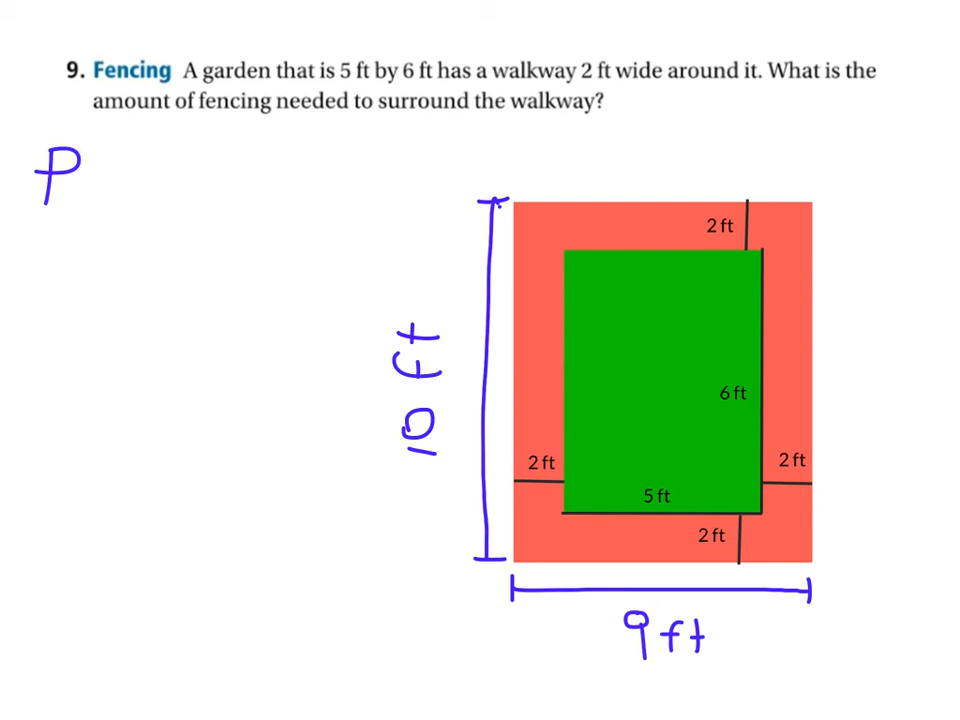 9. Fencing A garden that is 5 ft by 6 ft has a walkway 2 ft wide around it. What is the
amount of fencing needed to surround the walkway?
P
2 ft
10 ft
6 ft
2 ft
2 ft
5 ft
2 ft
9 ft